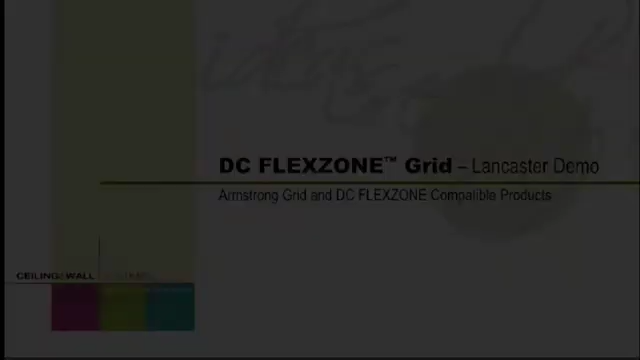 DC FLEXZONE™ Grid – Lancaster Demo
Armstrong Grid and DC FLEXZONE Compatible Products
CEILING & WALL